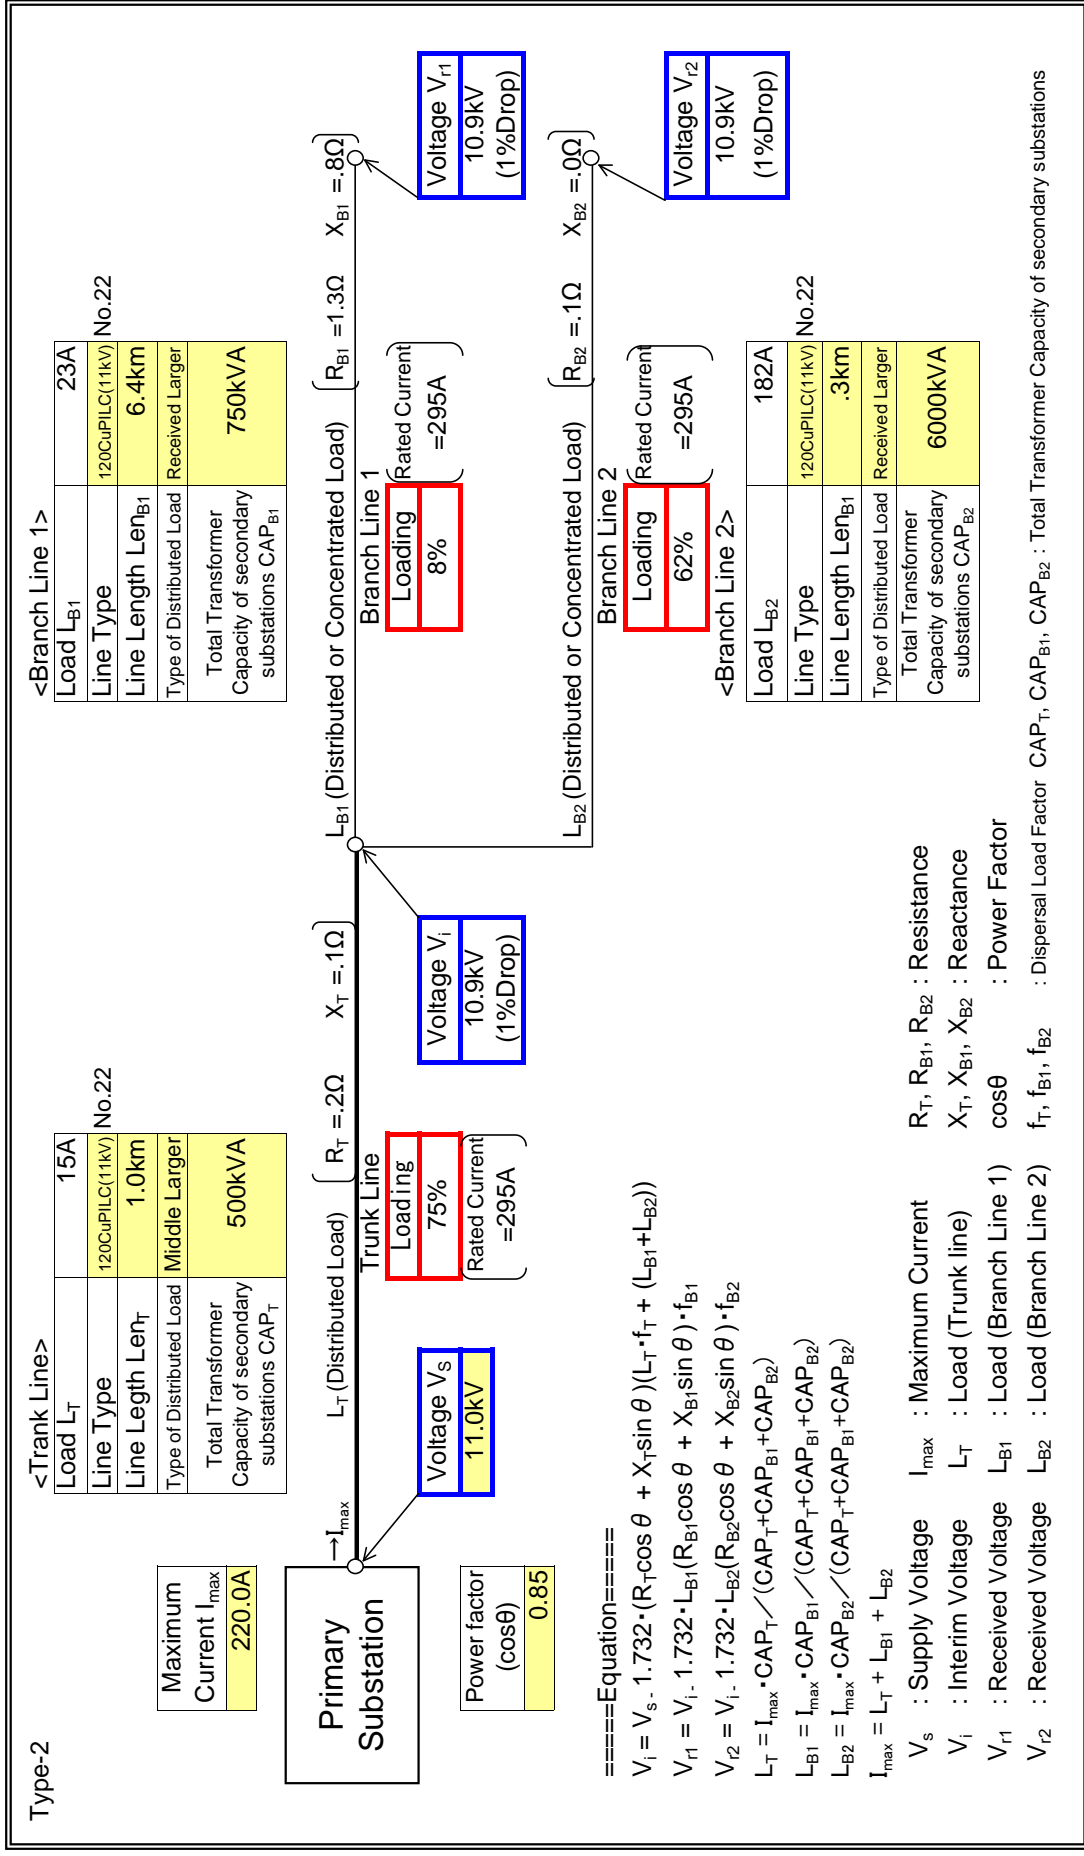 Type-2
Maximum
Current Imax
220.0A
<Trank Line>
Load LT 15A
Line Type 120CuPILC(11kV) No.22
Line Legth LenT 1.0km
Type of Distributed Load Middle Larger
Total Transformer
Capacity of secondary
substations CAPT
500kVA
<Branch Line 1>
Load LB1 23A
Line Type 120CuPILC(11kV) No.22
Line Length LenB1 6.4km
Type of Distributed Load Received Larger
Total Transformer
Capacity of secondary
substations CAPB1
750kVA
Primary
Substation
→Imax
LT (Distributed Load)
RT =.2Ω XT =.1Ω
LB1 (Distributed or Concentrated Load)
RB1 =1.3Ω XB1 =.8Ω
Trunk Line
Loading
75%
Rated Current
=295A
Branch Line 1
Loading
8%
Rated Current
=295A
Voltage VS
11.0kV
Voltage Vi
10.9kV
(1%Drop)
Voltage Vr1
10.9kV
(1%Drop)
Power factor
(cosθ)
0.85
LB2 (Distributed or Concentrated Load)
RB2 =.1Ω XB2 =.0Ω
Branch Line 2
Loading
62%
Rated Current
=295A
Voltage Vr2
10.9kV
(1%Drop)
<Branch Line 2>
Load LB2 182A
Line Type 120CuPILC(11kV) No.22
Line Length LenB1 .3km
Type of Distributed Load Received Larger
Total Transformer
Capacity of secondary
substations CAPB2
6000kVA
=====Equation=====
Vi = Vs - 1.732・(RTcosθ + XTsinθ)(LT・fT + (LB1+LB2))
Vr1 = Vi - 1.732・LB1(RB1cosθ + XB1sinθ)・fB1
Vr2 = Vi - 1.732・LB2(RB2cosθ + XB2sinθ)・fB2
LT = Imax・CAPT／(CAPT+CAPB1+CAPB2)
LB1 = Imax・CAPB1／(CAPT+CAPB1+CAPB2)
LB2 = Imax・CAPB2／(CAPT+CAPB1+CAPB2)
Imax = LT + LB1 + LB2
Vs : Supply Voltage Imax : Maximum Current RT, RB1, RB2 : Resistance
Vi : Interim Voltage LT : Load (Trunk line) XT, XB1, XB2 : Reactance
Vr1 : Received Voltage LB1 : Load (Branch Line 1) cosθ : Power Factor
Vr2 : Received Voltage LB2 : Load (Branch Line 2) fT, fB1, fB2 : Dispersal Load Factor CAPT, CAPB1, CAPB2 : Total Transformer Capacity of secondary substations